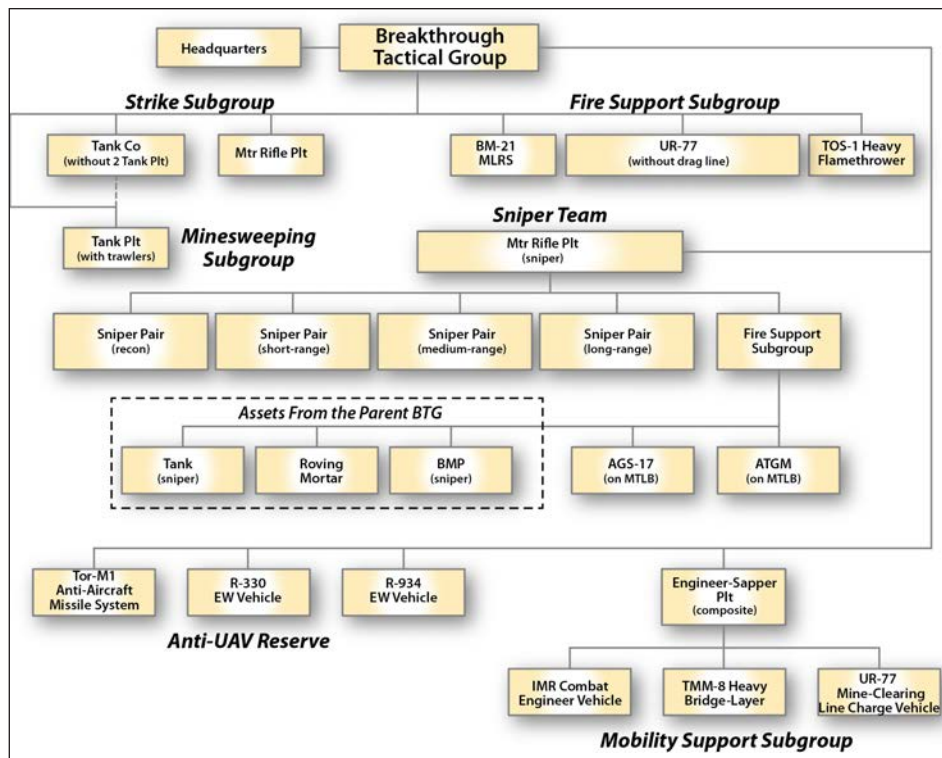 Headquarters
Breakthrough
Tactical Group
Strike Subgroup
Fire Support Subgroup
Tank Co
(without 2 Tank Plt)
Mtr Rifle Plt
BM-21
MLRS
UR-77
(without drag line)
TOS-1 Heavy
Flamethrower
Tank Plt
(with trawlers)
Minesweeping
Subgroup
Sniper Team
Mtr Rifle Plt
(sniper)
Sniper Pair
(recon)
Sniper Pair
(short-range)
Sniper Pair
(medium-range)
Sniper Pair
(long-range)
Fire Support
Subgroup
Assets From the Parent BTG
Tank
(sniper)
Roving
Mortar
BMP
(sniper)
AGS-17
(on MTLB)
ATGM
(on MTLB)
Tor-M1
Anti-Aircraft
Missile System
R-330
EW Vehicle
R-934
EW Vehicle
Anti-UAV Reserve
Engineer-Sapper
Plt
(composite)
IMR Combat
Engineer Vehicle
TMM-8 Heavy
Bridge-Layer
UR-77
Mine-Clearing
Line Charge Vehicle
Mobility Support Subgroup